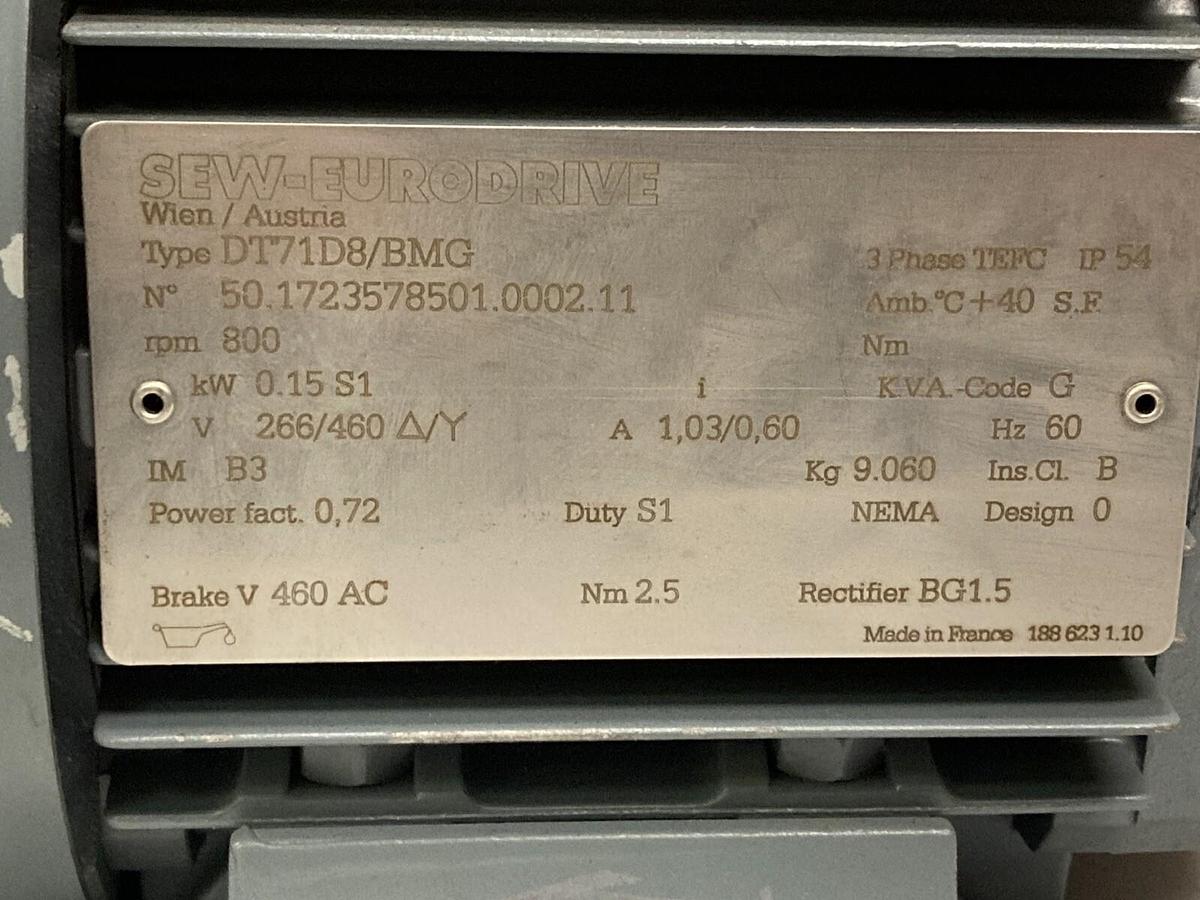 SEW-EURODRIVE
Wien / Austria
Type DT71D8/BMG 3 Phase TEFC IP 54
N° 50.1723578501.0002.11 Amb.°C +40 S.F.
rpm 800 Nm
kW 0.15 S1 i K.V.A.-Code G
V 266/460 Δ/Y A 1,03/0,60 Hz 60
IM B3 Kg 9.060 Ins.Cl. B
Power fact. 0,72 Duty S1 NEMA Design 0
Brake V 460 AC Nm 2.5 Rectifier BG1.5
Made in France 188 623 1.10